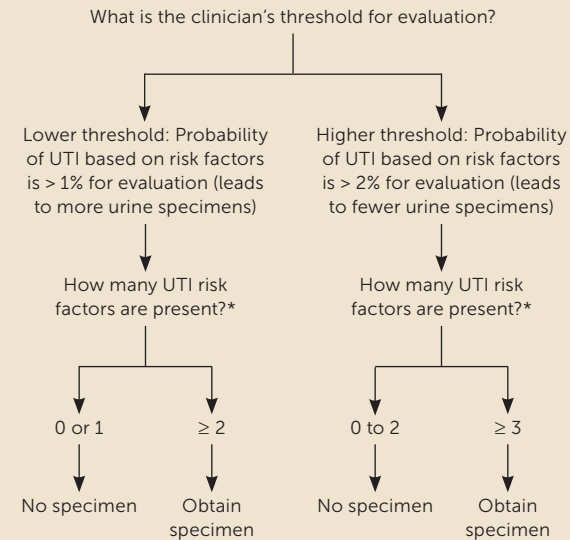 What is the clinician's threshold for evaluation?
Lower threshold: Probability
of UTI based on risk factors
is > 1% for evaluation (leads
to more urine specimens)
Higher threshold: Probability
of UTI based on risk factors
is > 2% for evaluation (leads
to fewer urine specimens)
How many UTI risk
factors are present?*
How many UTI risk
factors are present?*
0 or 1
≥ 2
0 to 2
≥ 3
No specimen
Obtain
specimen
No specimen
Obtain
specimen